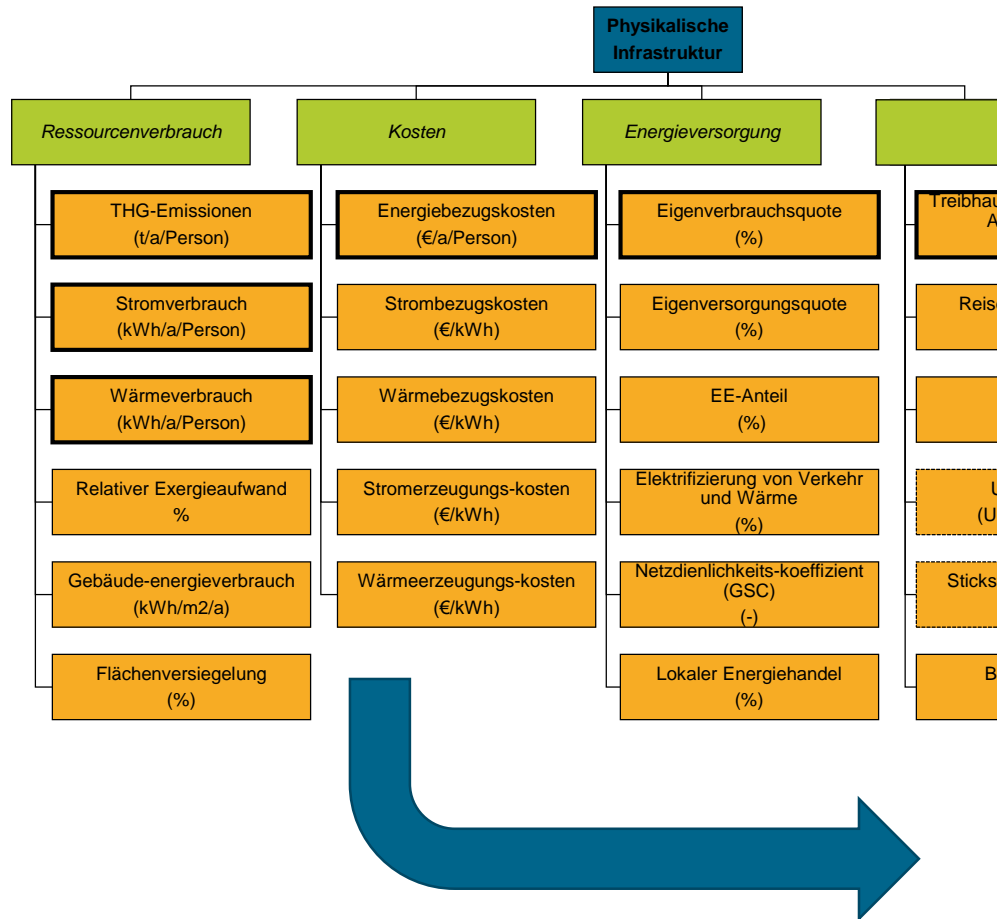 Physikalische
Infrastruktur
Ressourcenverbrauch
THG-Emissionen
(t/a/Person)
Stromverbrauch
(kWh/a/Person)
Wärmeverbrauch
(kWh/a/Person)
Relativer Exergieaufwand
%
Gebäude-energieverbrauch
(kWh/m2/a)
Flächenversiegelung
(%)
Kosten
Energiebezugskosten
(€/a/Person)
Strombezugskosten
(€/kWh)
Wärmebezugskosten
(€/kWh)
Stromerzeugungs-kosten
(€/kWh)
Wärmeerzeugungs-kosten
(€/kWh)
Energieversorgung
Eigenverbrauchsquote
(%)
Eigenversorgungsquote
(%)
EE-Anteil
(%)
Elektrifizierung von Verkehr
und Wärme
(%)
Netzdienlichkeits-koeffizient
(GSC)
(-)
Lokaler Energiehandel
(%)